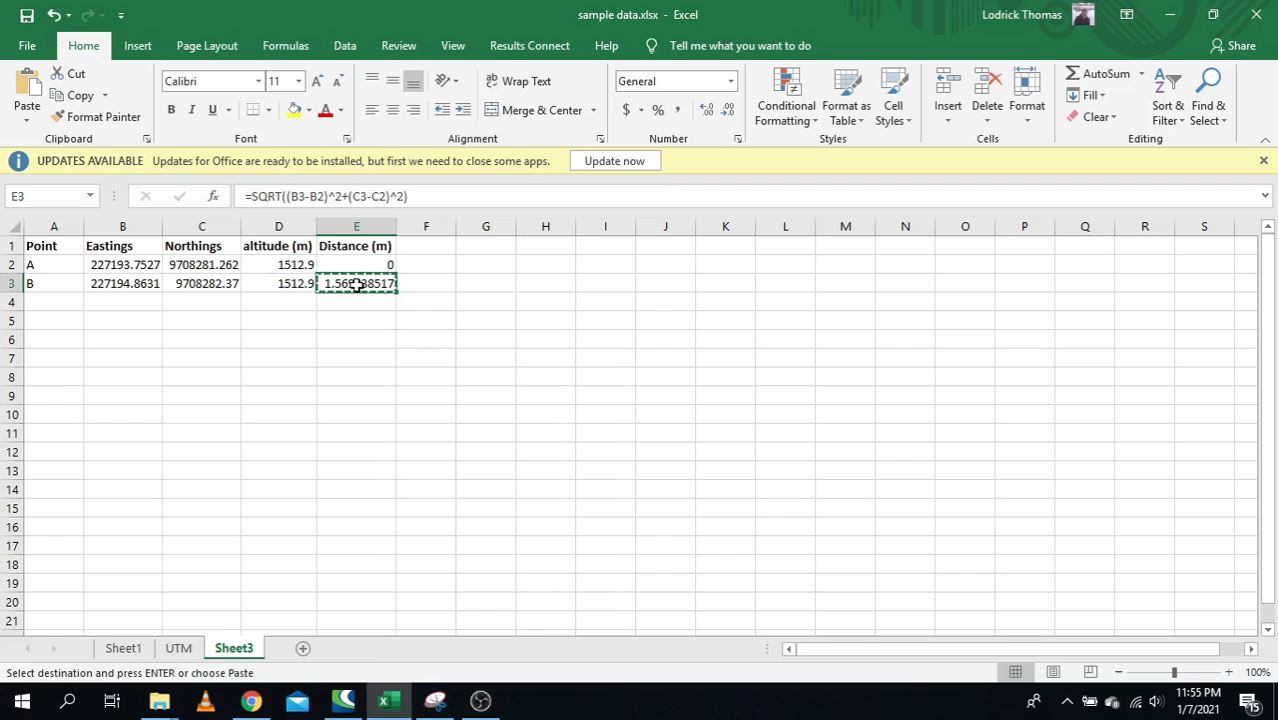 sample data.xlsx - Excel
Lodrick Thomas
File Home Insert Page Layout Formulas Data Review View Results Connect Help Tell me what you want to do Share
Paste
Cut
Copy
Format Painter
Clipboard
Calibri 11
B I U
Font
Wrap Text
Merge & Center
Alignment
General
$ % ,
Number
Conditional Formatting
Format as Table
Cell Styles
Styles
Insert
Delete
Format
Cells
AutoSum
Fill
Clear
Sort & Filter
Find & Select
Editing
UPDATES AVAILABLE Updates for Office are ready to be installed, but first we need to close some apps. Update now
E3 fx =SQRT((B3-B2)^2+(C3-C2)^2)
A B C D E F G H I J K L M N O P Q R S
1 Point Eastings Northings altitude (m) Distance (m)
2 A 227193.7527 9708281.262 1512.9 0
3 B 227194.8631 9708282.37 1512.9
4
5
6
7
8
9
10
11
12
13
14
15
16
17
18
19
20
21
Sheet1 UTM Sheet3
Select destination and press ENTER or choose Paste
100%
11:55 PM
1/7/2021
15